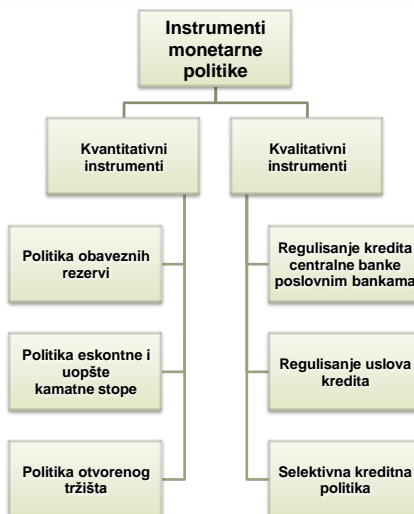 Instrumenti
monetarne
politike
Kvantitativni
instrumenti
Kvalitativni
instrumenti
Politika obaveznih
rezervi
Regulisanje kredita
centralne banke
poslovnim bankama
Politika eskontne i
uopšte
kamatne stope
Regulisanje uslova
kredita
Politika otvorenog
tržišta
Selektivna kreditna
politika